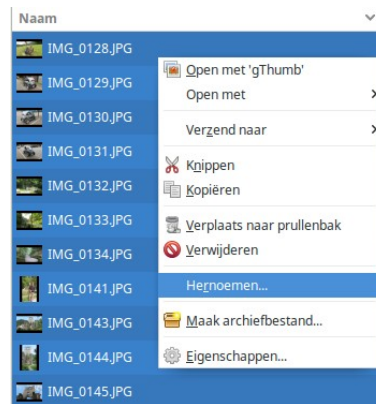 Naam
IMG_0128.JPG
IMG_0129.JPG
IMG_0130.JPG
IMG_0131.JPG
IMG_0132.JPG
IMG_0133.JPG
IMG_0134.JPG
IMG_0141.JPG
IMG_0143.JPG
IMG_0144.JPG
IMG_0145.JPG
Open met 'gThumb'
Open met
Verzend naar
Knippen
Kopiëren
Verplaats naar prullenbak
Verwijderen
Hernoemen...
Maak archiefbestand...
Eigenschappen...